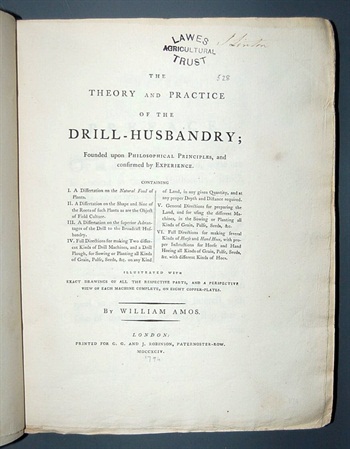 LAWES
AGRICULTURAL
TRUST
THE
THEORY AND PRACTICE
OF THE
DRILL-HUSBANDRY;
Founded upon PHILOSOPHICAL PRINCIPLES, and
confirmed by EXPERIENCE.
CONTAINING
I. A Dissertation on the Natural Food of
Plants.
II. A Dissertation on the Shape and Size of
the Roots of such Plants as are the Object
of Field Culture.
III. A Dissertation on the Superior Advan-
tages of the Drill to the Broadcast Hus-
bandry.
IV. Full Directions for making Two differ-
ent Kinds of Drill Machines, and a Drill
Plough, for Sowing or Planting all Kinds
of Grain, Pulse, Seeds, &c. on any Kind
of Land, in any given Quantity, and at
any proper Depth and Distance required.
V. General Directions for preparing the
Land, and for using the different Ma-
chines, in the Sowing or Planting all
Kinds of Grain, Pulse, Seeds, &c.
VI. Full Directions for making several
Kinds of Horse and Hand Hoes, with pro-
per Instructions for Horse and Hand
Hoeing all Kinds of Grain, Pulse, Seeds,
&c. with different Kinds of Hoes.
ILLUSTRATED WITH
EXACT DRAWINGS OF ALL THE RESPECTIVE PARTS, AND A PERSPECTIVE
VIEW OF EACH MACHINE COMPLETE, ON EIGHT COPPER-PLATES.
BY WILLIAM AMOS.
LONDON:
PRINTED FOR G. G. AND J. ROBINSON, PATERNOSTER-ROW.
MDCCXCIV.
1794